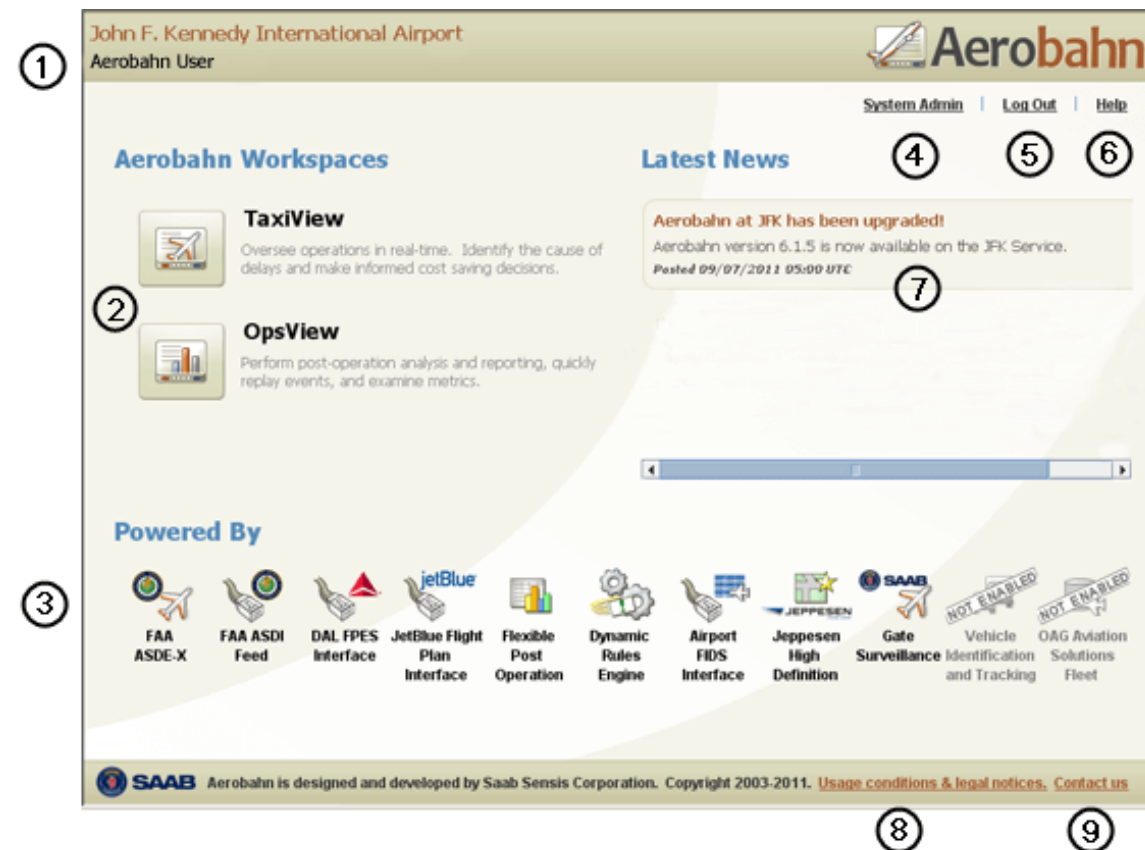 John F. Kennedy International Airport
Aerobahn User
Aerobahn
1
System Admin | Log Out | Help
4
5
6
Aerobahn Workspaces
TaxiView
Oversee operations in real-time. Identify the cause of
delays and make informed cost saving decisions.
2
OpsView
Perform post-operation analysis and reporting, quickly
replay events, and examine metrics.
Latest News
Aerobahn at JFK has been upgraded!
Aerobahn version 6.1.5 is now available on the JFK Service.
Posted 09/07/2011 05:00 UTC
7
Powered By
3
FAA
ASDE-X
FAA ASDI
Feed
DAL FPES
Interface
jetBlue
JetBlue Flight
Plan
Interface
Flexible
Post
Operation
Dynamic
Rules
Engine
Airport
FIDS
Interface
JEPPESEN
Jeppesen
High
Definition
SAAB
Gate
Surveillance
NOT ENABLED
Vehicle
Identification
and Tracking
NOT ENABLED
OAG Aviation
Solutions
Fleet
SAAB Aerobahn is designed and developed by Saab Sensis Corporation. Copyright 2003-2011. Usage conditions & legal notices. Contact us
8
9